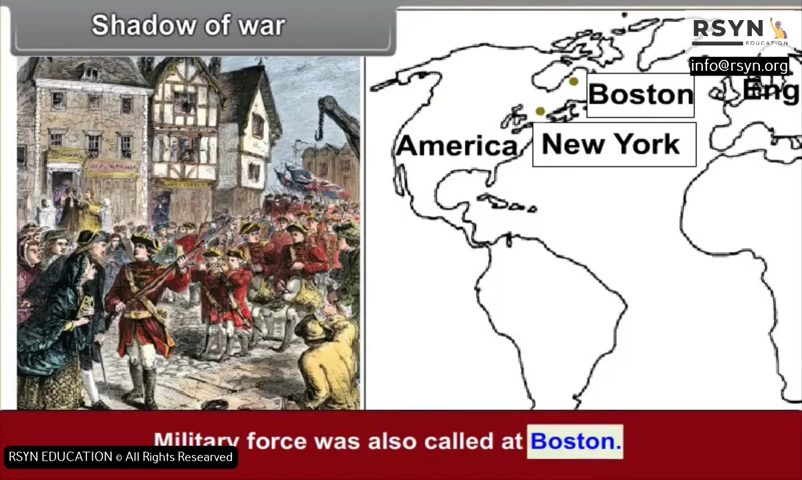 Shadow of war
RSYN
EDUCATION
info@rsyn.org
Boston
Eng
America
New York
Military force was also called at Boston.
RSYN EDUCATION © All Rights Researved